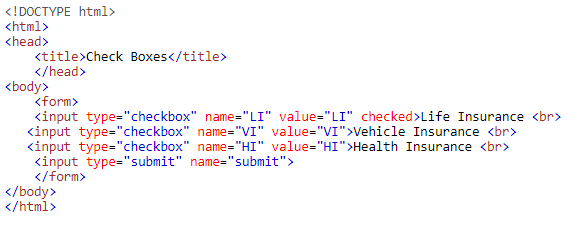 <!DOCTYPE html>
<html>
<head>
    <title>Check Boxes</title>
    </head>
<body>
    <form>
    <input type="checkbox" name="LI" value="LI" checked>Life Insurance <br>
   <input type="checkbox" name="VI" value="VI">Vehicle Insurance <br>
    <input type="checkbox" name="HI" value="HI">Health Insurance <br>
    <input type="submit" name="submit">
    </form>
</body>
</html>